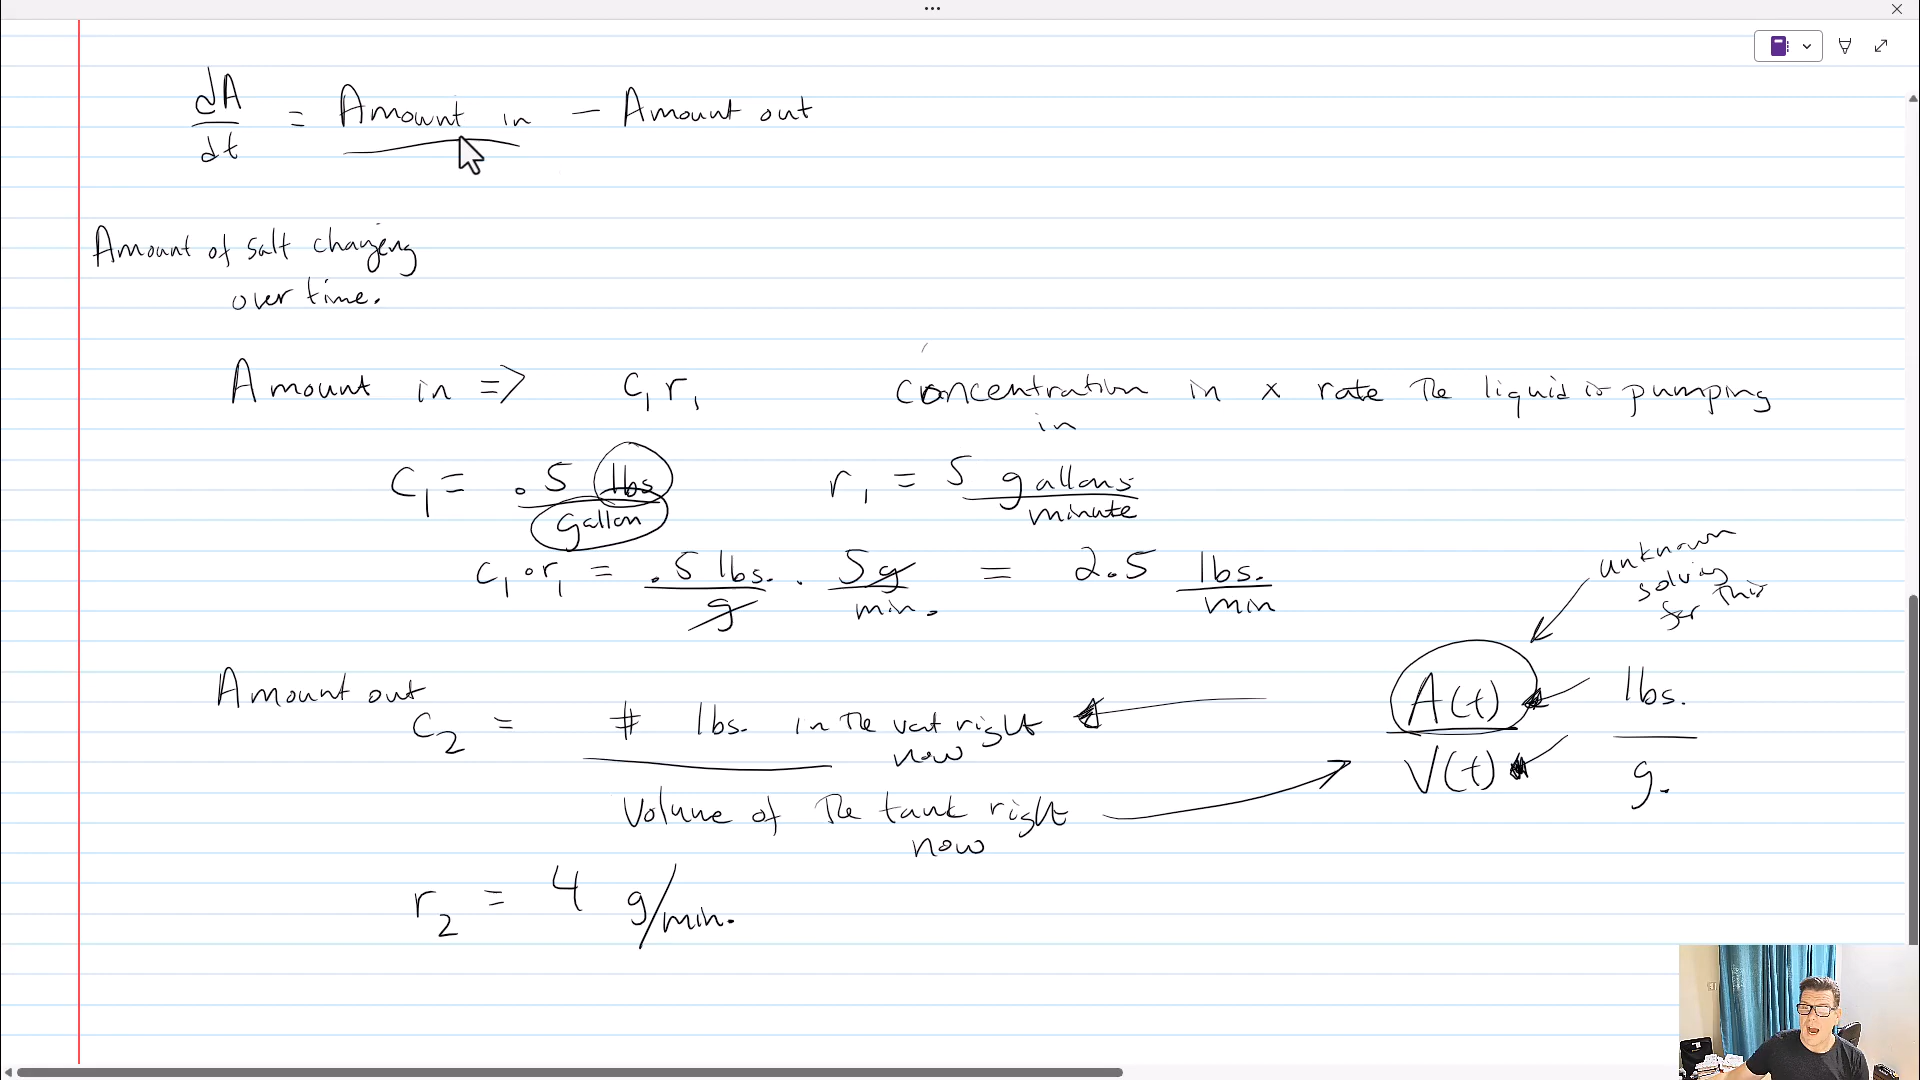 dA/dt = Amount in – Amount out
Amount of salt changing
over time.
Amount in => C₁ r₁ concentration in x rate the liquid is pumping
in
C₁ = .5 lbs/gallon r₁ = 5 gallons/minute
C₁ • r₁ = .5 lbs./g · 5g/min. = 2.5 lbs./min
unknown
solving
for this
Amount out
C₂ = # lbs. in the vat right
now
Volume of the tank right
now
A(t)/V(t) lbs./g.
r₂ = 4 g/min.